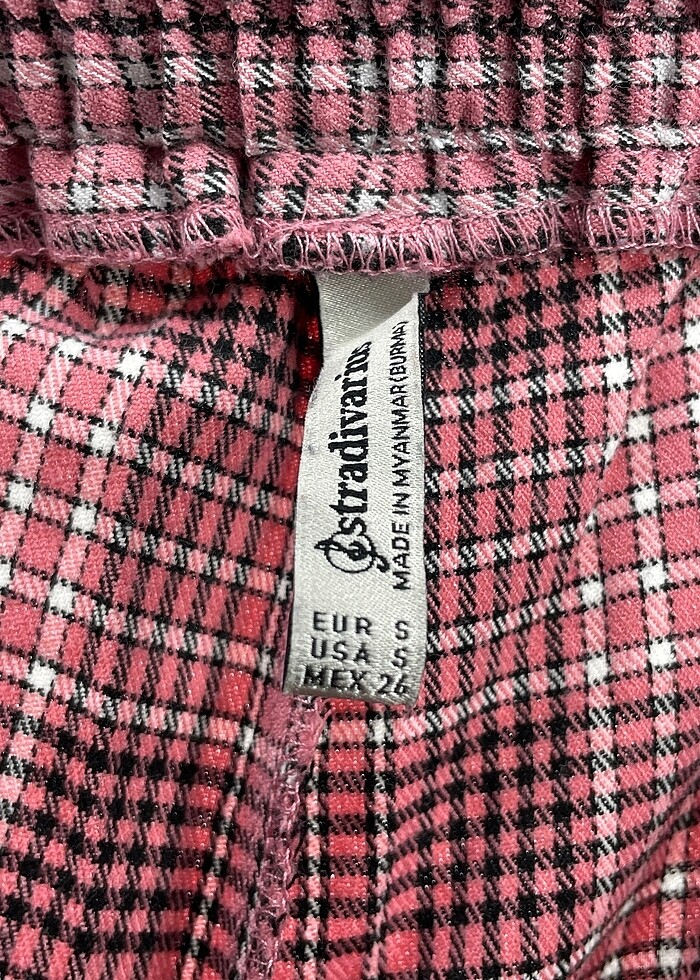 stradivarius
MADE IN MYANMAR(BURMA)
EUR S
USA S
MEX 26